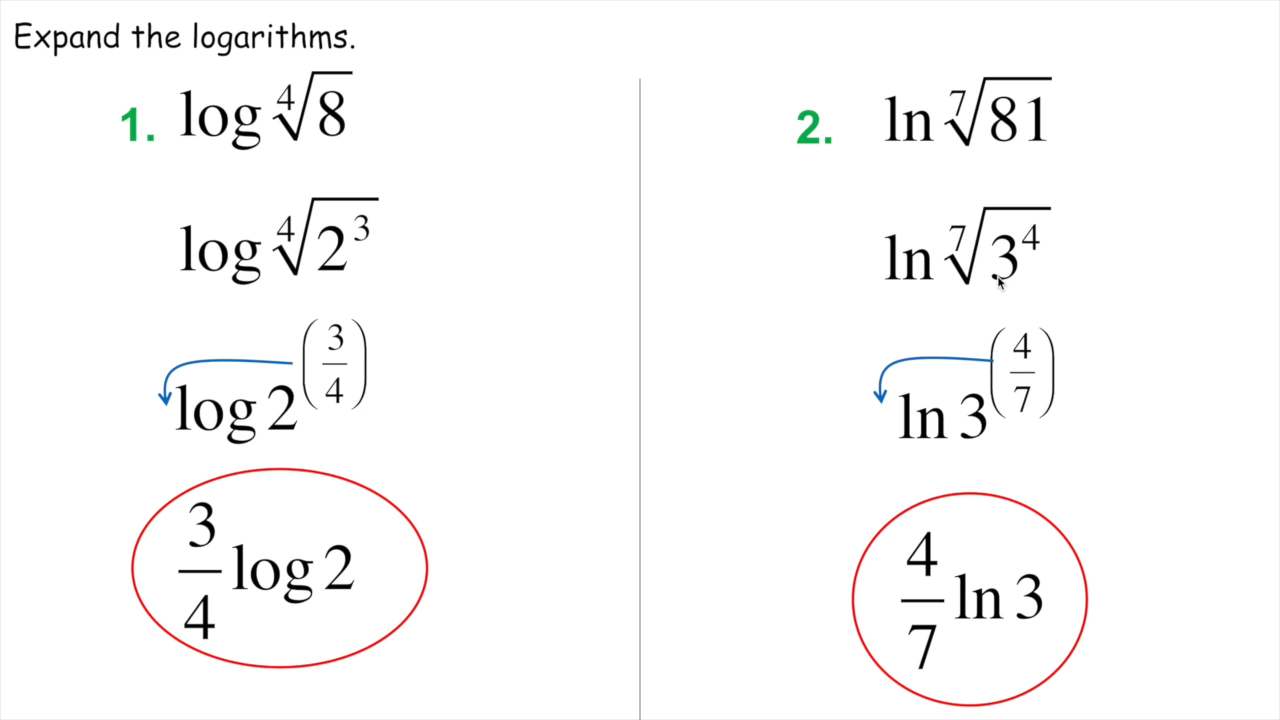 Expand the logarithms.
1. log ∜8
log ∜2³
log 2^(3/4)
3/4 log 2
2. ln ⁷√81
ln ⁷√3⁴
ln 3^(4/7)
4/7 ln 3